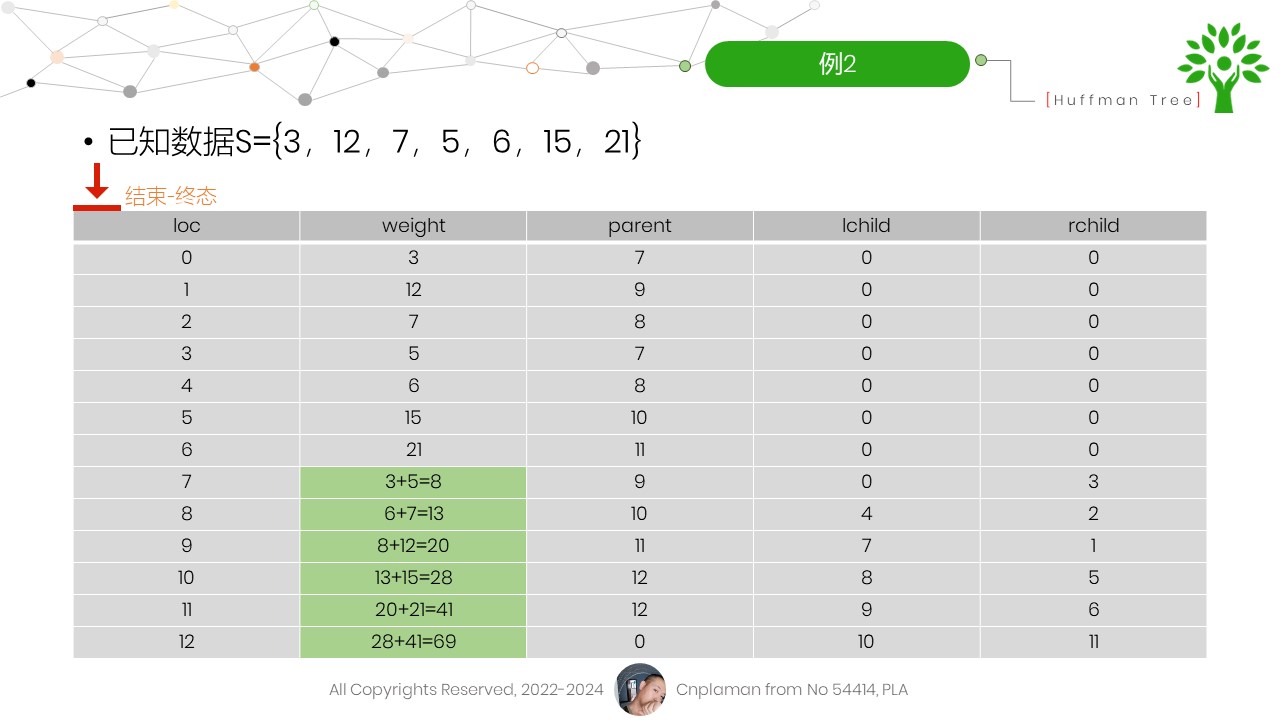 例2
[Huffman Tree]
• 已知数据S={3，12，7，5，6，15，21}
结束-终态
loc weight parent lchild rchild
0 3 7 0 0
1 12 9 0 0
2 7 8 0 0
3 5 7 0 0
4 6 8 0 0
5 15 10 0 0
6 21 11 0 0
7 3+5=8 9 0 3
8 6+7=13 10 4 2
9 8+12=20 11 7 1
10 13+15=28 12 8 5
11 20+21=41 12 9 6
12 28+41=69 0 10 11
All Copyrights Reserved, 2022-2024 Cnplaman from No 54414, PLA